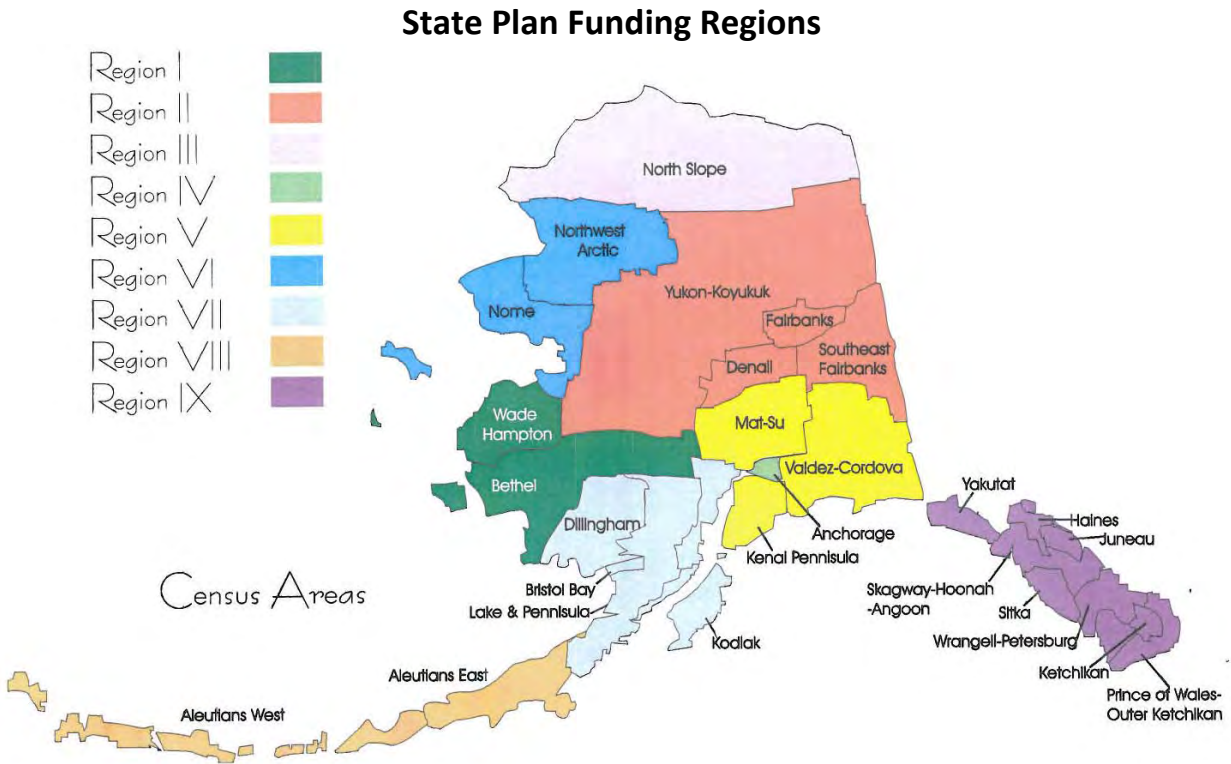 State Plan Funding Regions
Region I
Region II
Region III
Region IV
Region V
Region VI
Region VII
Region VIII
Region IX
North Slope
Northwest
Arctic
Nome
Yukon-Koyukuk
Fairbanks
Denali
Southeast
Fairbanks
Wade
Hampton
Bethel
Mat-Su
Valdez-Cordova
Dillingham
Anchorage
Kenai Pennisula
Bristol Bay
Lake & Pennisula
Kodiak
Yakutat
Haines
Juneau
Skagway-Hoonah
-Angoon
Sitka
Wrangell-Petersburg
Ketchikan
Prince of Wales-
Outer Ketchikan
Census Areas
Aleutians East
Aleutians West